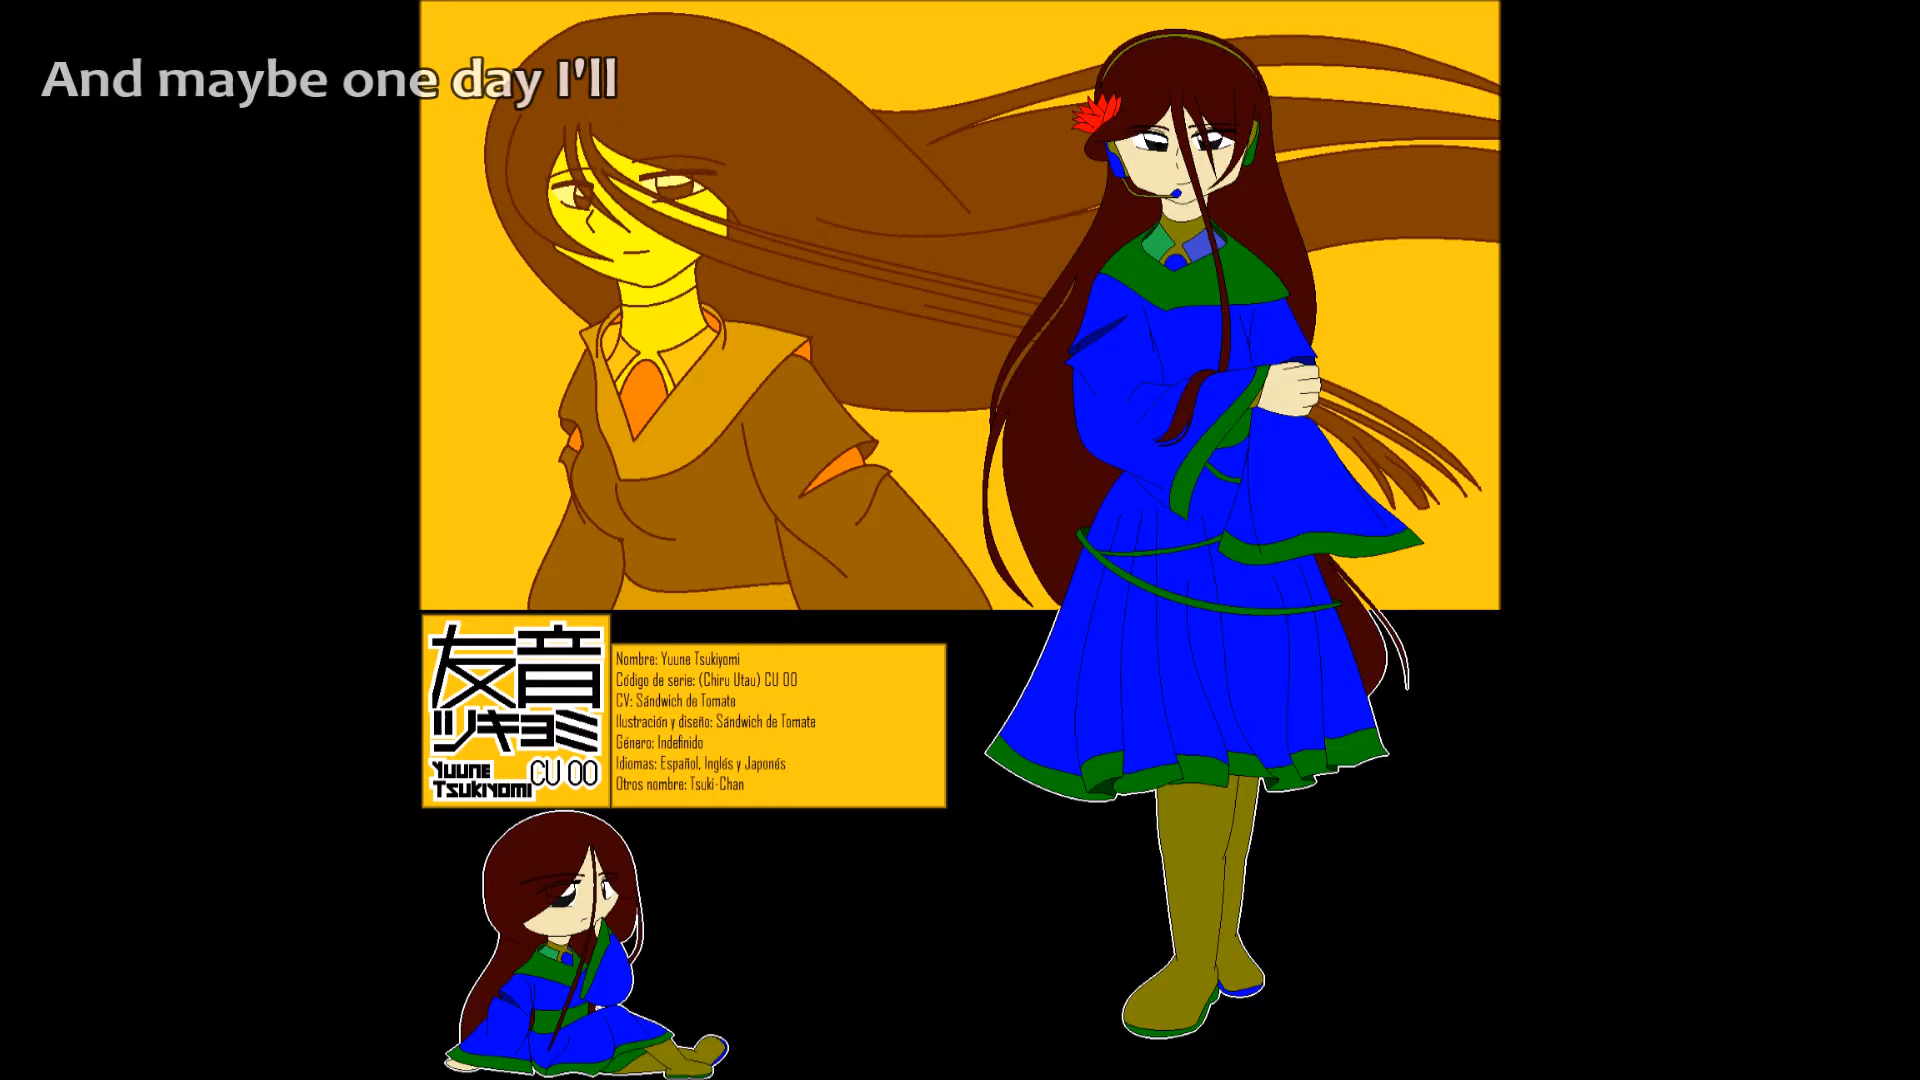 And maybe one day I'll
友音
ツキヨミ
Yuune
Tsukiyomi
CU 00
Nombre: Yuune Tsukiyomi
Código de serie: (Chiru Utau) CU 00
CV: Sándwich de Tomate
Ilustración y diseño: Sándwich de Tomate
Género: Indefinido
Idiomas: Español, Inglés y Japonés
Otros nombre: Tsuki-Chan